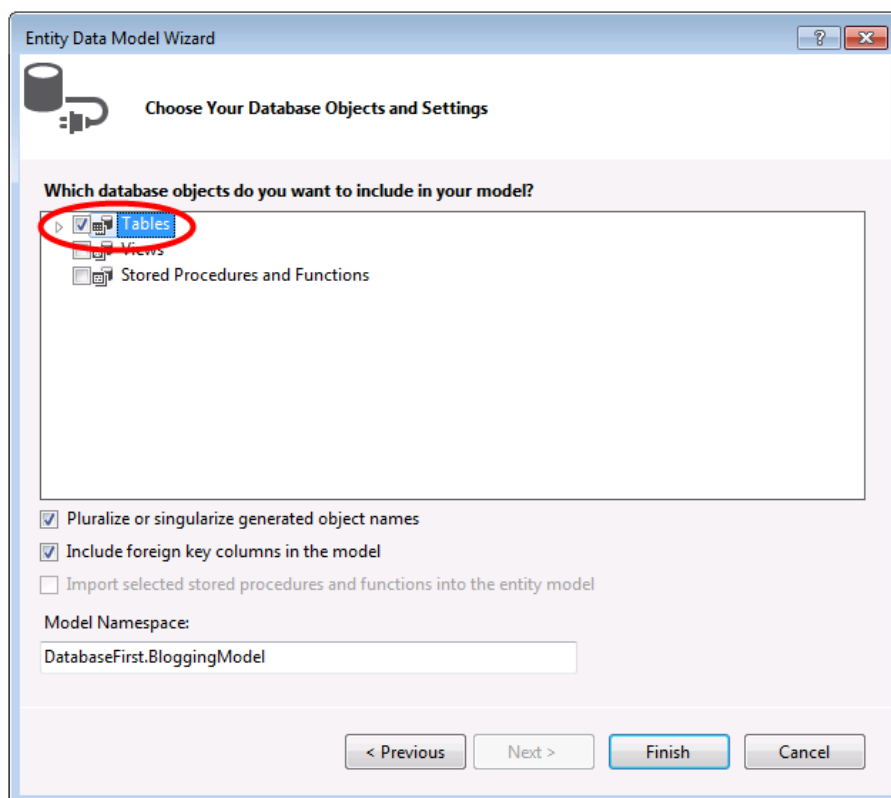 Entity Data Model Wizard
?
Choose Your Database Objects and Settings
Which database objects do you want to include in your model?
Tables
Views
Stored Procedures and Functions
Pluralize or singularize generated object names
Include foreign key columns in the model
Import selected stored procedures and functions into the entity model
Model Namespace:
DatabaseFirst.BloggingModel
< Previous Next > Finish Cancel